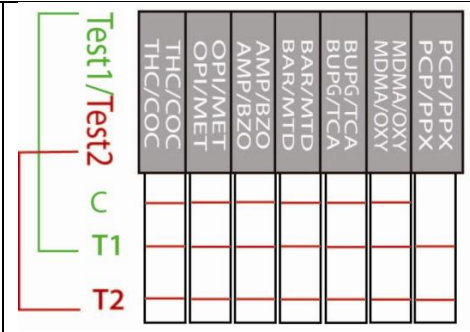 Test1/Test2
THC/COC
THC/COC
OPI/MET
OPI/MET
AMP/BZO
AMP/BZO
BAR/MTD
BAR/MTD
BUPG/TCA
BUPG/TCA
MDMA/OXY
MDMA/OXY
PCP/PPX
PCP/PPX
C
T1
T2